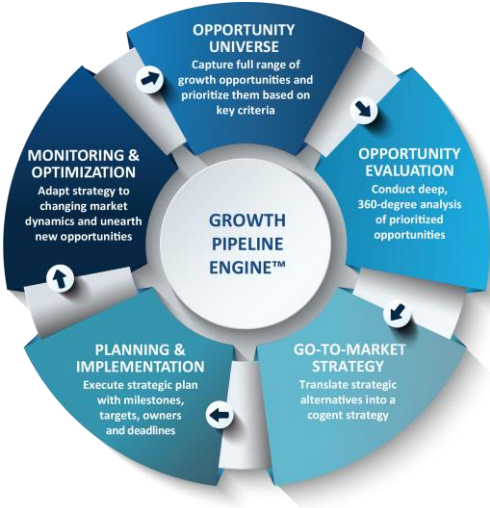 OPPORTUNITY
UNIVERSE
Capture full range of
growth opportunities and
prioritize them based on
key criteria
OPPORTUNITY
EVALUATION
Conduct deep,
360-degree analysis
of prioritized
opportunities
GO-TO-MARKET
STRATEGY
Translate strategic
alternatives into a
cogent strategy
PLANNING &
IMPLEMENTATION
Execute strategic plan
with milestones,
targets, owners
and deadlines
MONITORING &
OPTIMIZATION
Adapt strategy to
changing market
dynamics and unearth
new opportunities
GROWTH
PIPELINE
ENGINE™